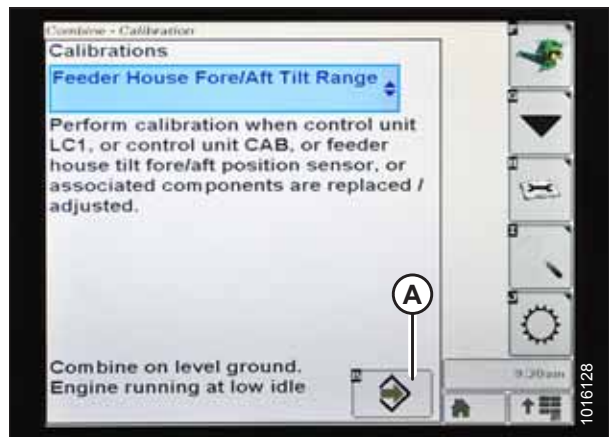 Combine - Calibration
Calibrations
Feeder House Fore/Aft Tilt Range
Perform calibration when control unit
LC1, or control unit CAB, or feeder
house tilt fore/aft position sensor, or
associated components are replaced /
adjusted.
A
Combine on level ground.
Engine running at low idle
1016128